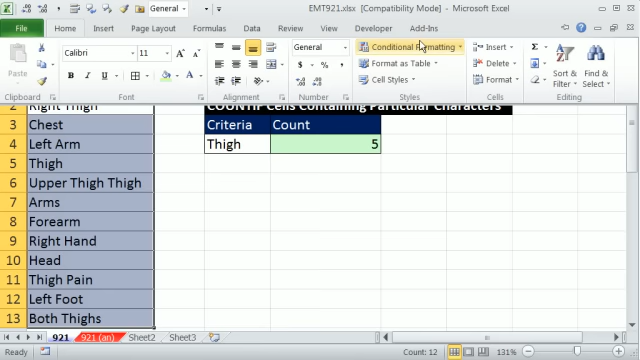 General
EMT921.xlsx [Compatibility Mode] - Microsoft Excel
File Home Insert Page Layout Formulas Data Review View Developer Add-Ins
Paste
Calibri 11
General
Conditional Formatting
Format as Table
Cell Styles
Insert
Delete
Format
Sort & Filter
Find & Select
Clipboard Font Alignment Number Styles Cells Editing
2 Right Thigh COUNTIF Cells Containing Particular Characters
3 Chest Criteria Count
4 Left Arm Thigh 5
5 Thigh
6 Upper Thigh Thigh
7 Arms
8 Forearm
9 Right Hand
10 Head
11 Thigh Pain
12 Left Foot
13 Both Thighs
921 921 (an) Sheet2 Sheet3
Ready Count: 12 131%